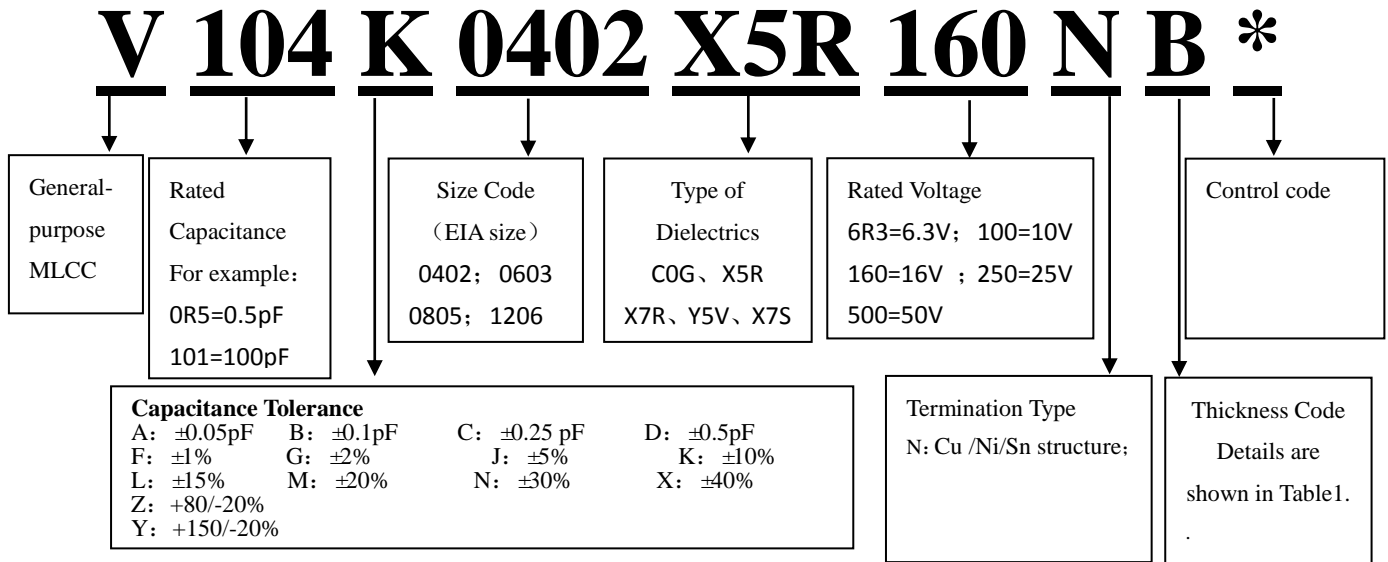 V 104 K 0402 X5R 160 N B *
General-
purpose
MLCC
Rated
Capacitance
For example：
0R5=0.5pF
101=100pF
Size Code
（EIA size）
0402；0603
0805；1206
Type of
Dielectrics
C0G、X5R
X7R、Y5V、X7S
Rated Voltage
6R3=6.3V；100=10V
160=16V ；250=25V
500=50V
Control code
Capacitance Tolerance
A： ±0.05pF B： ±0.1pF C： ±0.25 pF D： ±0.5pF
F： ±1% G： ±2% J： ±5% K： ±10%
L： ±15% M： ±20% N： ±30% X： ±40%
Z： +80/-20%
Y： +150/-20%
Termination Type
N: Cu /Ni/Sn structure；
Thickness Code
Details are
shown in Table1.
.